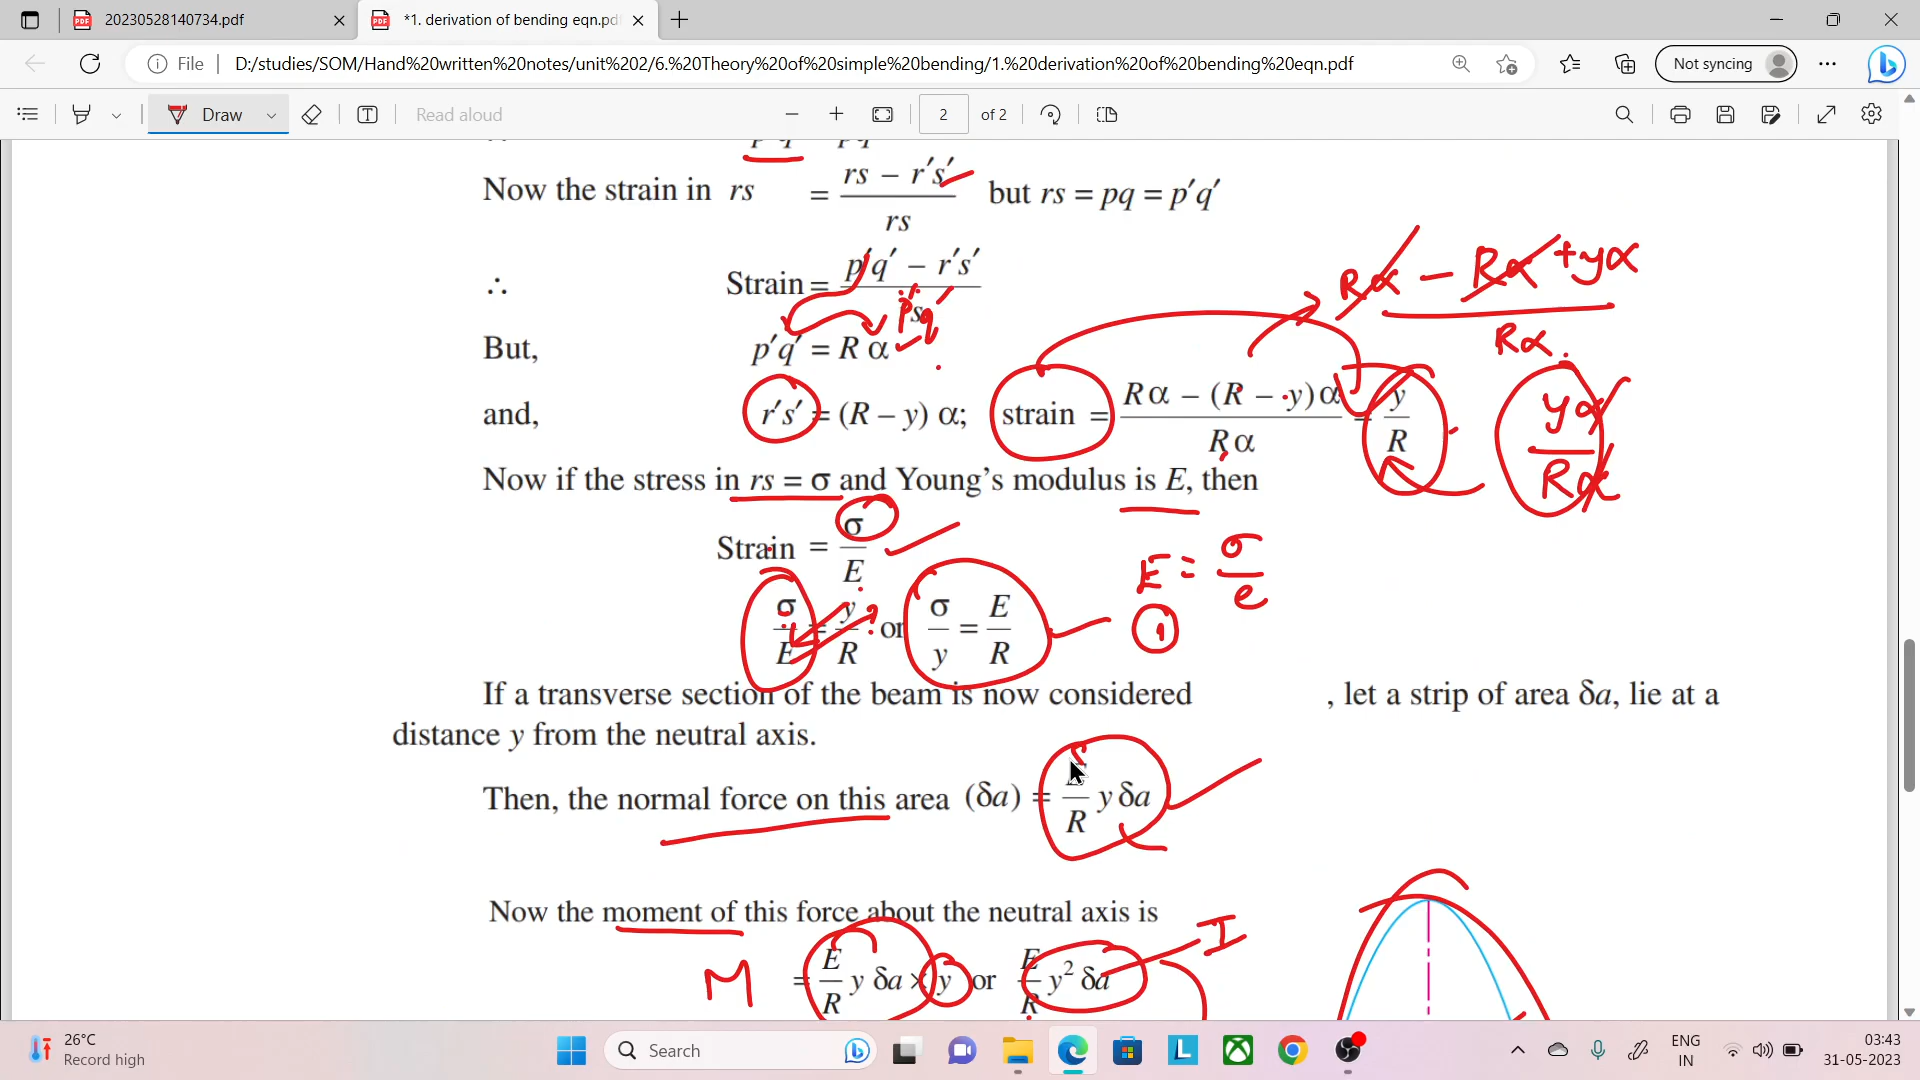 20230528140734.pdf
*1. derivation of bending eqn.pdf
File
D:/studies/SOM/Hand%20written%20notes/unit%202/6.%20Theory%20of%20simple%20bending/1.%20derivation%20of%20bending%20eqn.pdf
Not syncing
Draw
Read aloud
2 of 2
Now the strain in rs = (rs − r′s′)/rs but rs = pq = p′q′
∴ Strain = (p′q′ − r′s′)/p′q′
Rα − Rα + yα
Rα
But, p′q′ = R α
and, r′s′ = (R – y) α; strain = (Rα − (R − y)α)/Rα = y/R
yα/Rα
Now if the stress in rs = σ and Young's modulus is E, then
Strain = σ/E
E = σ/e
σ/E = y/R or σ/y = E/R
1
If a transverse section of the beam is now considered , let a strip of area δa, lie at a
distance y from the neutral axis.
Then, the normal force on this area (δa) = E/R y δa
Now the moment of this force about the neutral axis is
I
M = E/R y δa × y or E/R y² δa
26°C
Record high
Search
ENG
IN
03:43
31-05-2023